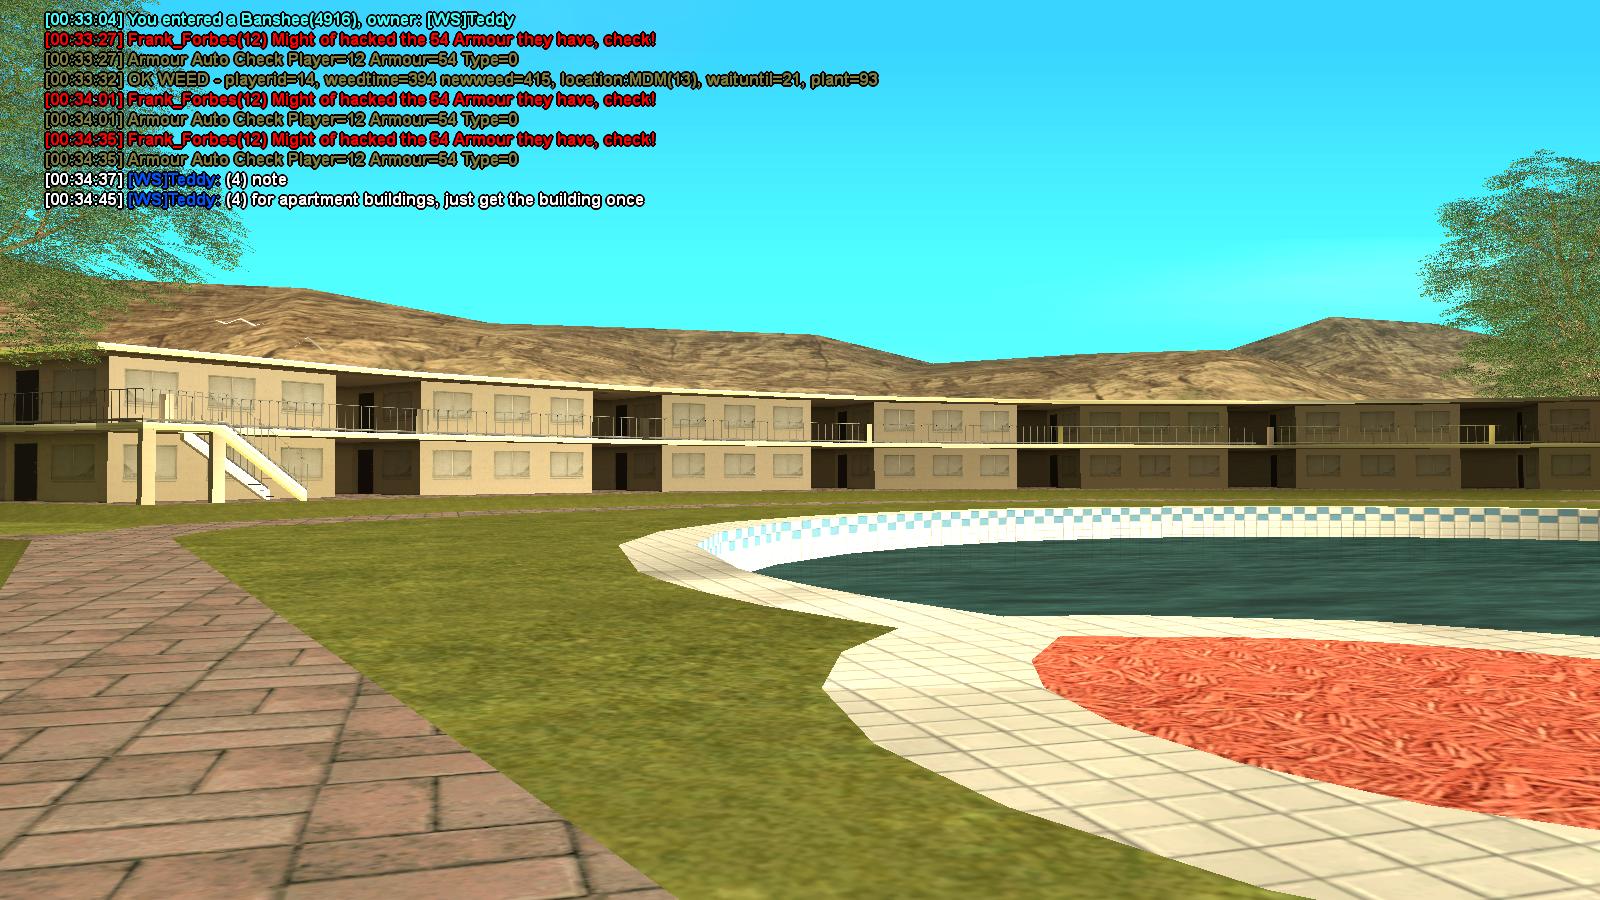 [00:33:04] You entered a Banshee(4916), owner: [WS]Teddy
[00:33:27] Frank_Forbes(12) Might of hacked the 54 Armour they have, check!
[00:33:27] Armour Auto Check Player=12 Armour=54 Type=0
[00:33:32] OK WEED - playerid=14, weedtime=394 newweed=415, location:MDM(13), waituntil=21, plant=93
[00:34:01] Frank_Forbes(12) Might of hacked the 54 Armour they have, check!
[00:34:01] Armour Auto Check Player=12 Armour=54 Type=0
[00:34:35] Frank_Forbes(12) Might of hacked the 54 Armour they have, check!
[00:34:35] Armour Auto Check Player=12 Armour=54 Type=0
[00:34:37] [WS]Teddy: (4) note
[00:34:45] [WS]Teddy: (4) for apartment buildings, just get the building once